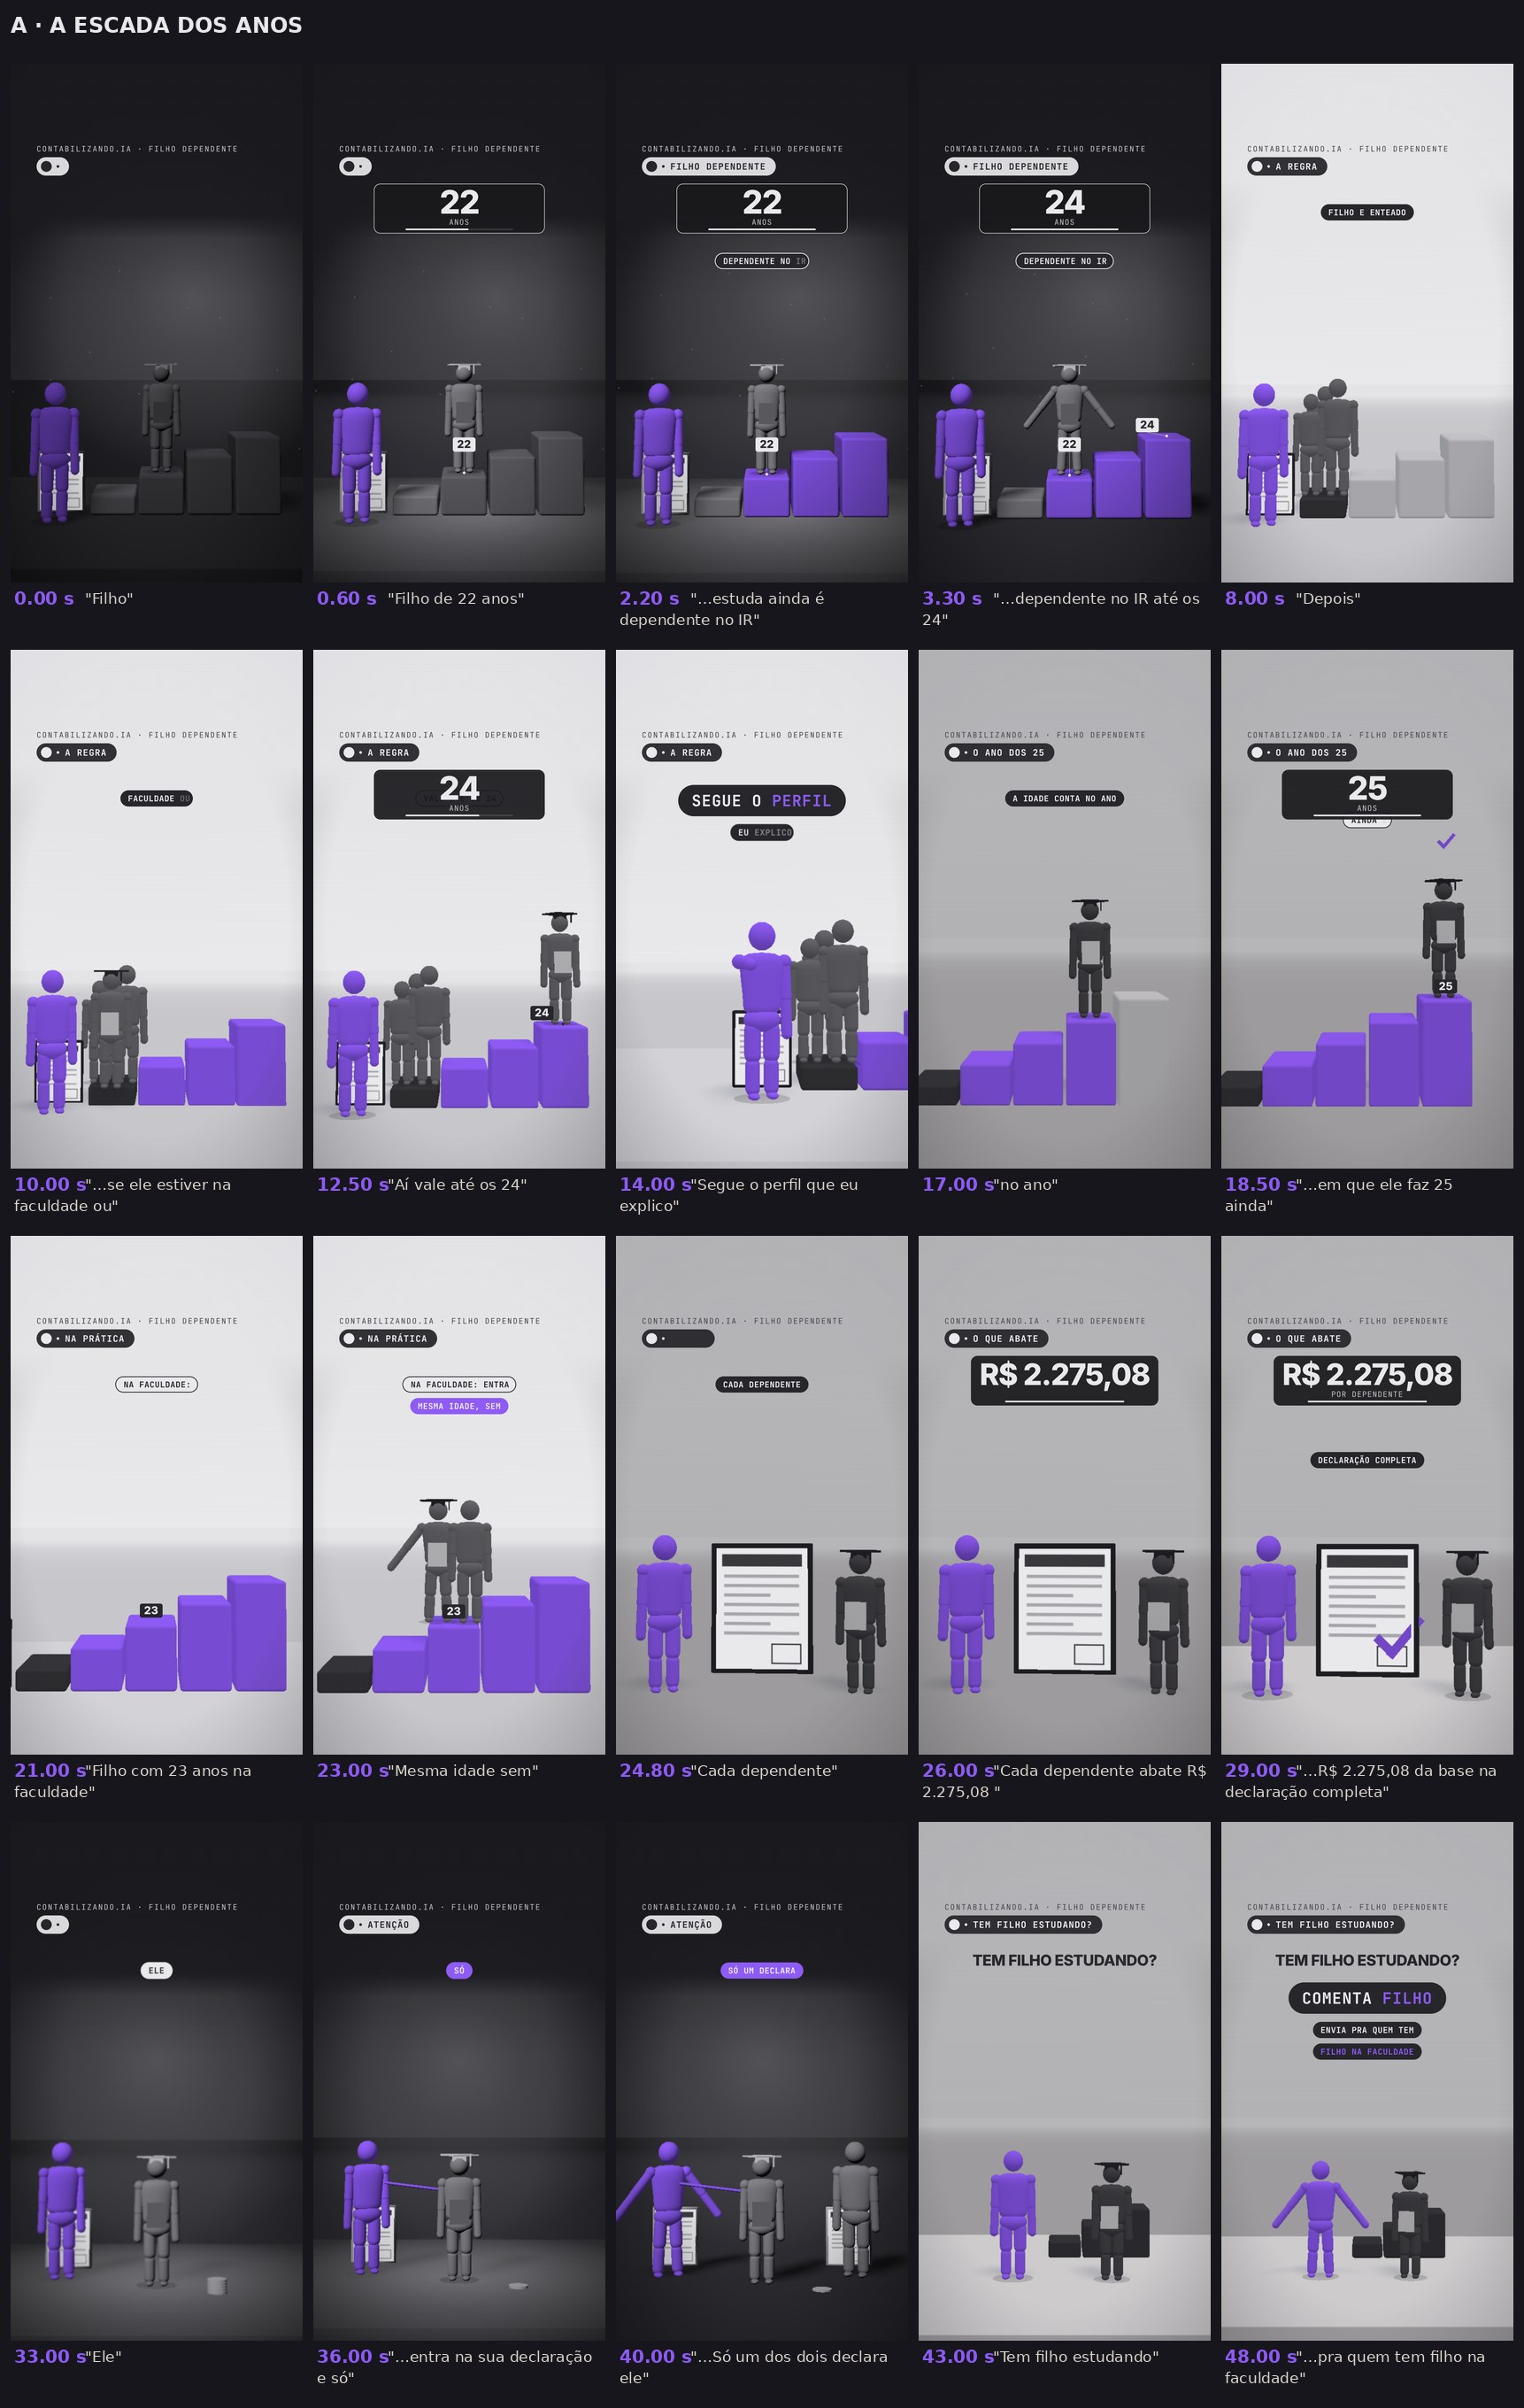 A · A ESCADA DOS ANOS
CONTABILIZANDO.IA · FILHO DEPENDENTE
0.00 s "Filho"
CONTABILIZANDO.IA · FILHO DEPENDENTE
22
ANOS
22
0.60 s "Filho de 22 anos"
CONTABILIZANDO.IA · FILHO DEPENDENTE
• FILHO DEPENDENTE
22
ANOS
DEPENDENTE NO IR
22
2.20 s "...estuda ainda é
dependente no IR"
CONTABILIZANDO.IA · FILHO DEPENDENTE
• FILHO DEPENDENTE
24
ANOS
DEPENDENTE NO IR
24
22
3.30 s "...dependente no IR até os
24"
CONTABILIZANDO.IA · FILHO DEPENDENTE
• A REGRA
FILHO E ENTEADO
8.00 s "Depois"
CONTABILIZANDO.IA · FILHO DEPENDENTE
• A REGRA
FACULDADE OU
10.00 s "...se ele estiver na
faculdade ou"
CONTABILIZANDO.IA · FILHO DEPENDENTE
• A REGRA
24
ANOS
24
12.50 s "Aí vale até os 24"
CONTABILIZANDO.IA · FILHO DEPENDENTE
• A REGRA
SEGUE O PERFIL
EU EXPLICO
14.00 s "Segue o perfil que eu
explico"
CONTABILIZANDO.IA · FILHO DEPENDENTE
• O ANO DOS 25
A IDADE CONTA NO ANO
17.00 s "no ano"
CONTABILIZANDO.IA · FILHO DEPENDENTE
• O ANO DOS 25
25
ANOS
AINDA
25
18.50 s "...em que ele faz 25
ainda"
CONTABILIZANDO.IA · FILHO DEPENDENTE
• NA PRÁTICA
NA FACULDADE:
23
21.00 s "Filho com 23 anos na
faculdade"
CONTABILIZANDO.IA · FILHO DEPENDENTE
• NA PRÁTICA
NA FACULDADE: ENTRA
MESMA IDADE, SEM
23
23.00 s "Mesma idade sem"
CONTABILIZANDO.IA · FILHO DEPENDENTE
CADA DEPENDENTE
24.80 s "Cada dependente"
CONTABILIZANDO.IA · FILHO DEPENDENTE
• O QUE ABATE
R$ 2.275,08
26.00 s "Cada dependente abate R$
2.275,08 "
CONTABILIZANDO.IA · FILHO DEPENDENTE
• O QUE ABATE
R$ 2.275,08
POR DEPENDENTE
DECLARAÇÃO COMPLETA
29.00 s "...R$ 2.275,08 da base na
declaração completa"
CONTABILIZANDO.IA · FILHO DEPENDENTE
ELE
33.00 s "Ele"
CONTABILIZANDO.IA · FILHO DEPENDENTE
• ATENÇÃO
SÓ
36.00 s "...entra na sua declaração
e só"
CONTABILIZANDO.IA · FILHO DEPENDENTE
• ATENÇÃO
SÓ UM DECLARA
40.00 s "...Só um dos dois declara
ele"
CONTABILIZANDO.IA · FILHO DEPENDENTE
• TEM FILHO ESTUDANDO?
TEM FILHO ESTUDANDO?
43.00 s "Tem filho estudando"
CONTABILIZANDO.IA · FILHO DEPENDENTE
• TEM FILHO ESTUDANDO?
TEM FILHO ESTUDANDO?
COMENTA FILHO
ENVIA PRA QUEM TEM
FILHO NA FACULDADE
48.00 s "...pra quem tem filho na
faculdade"